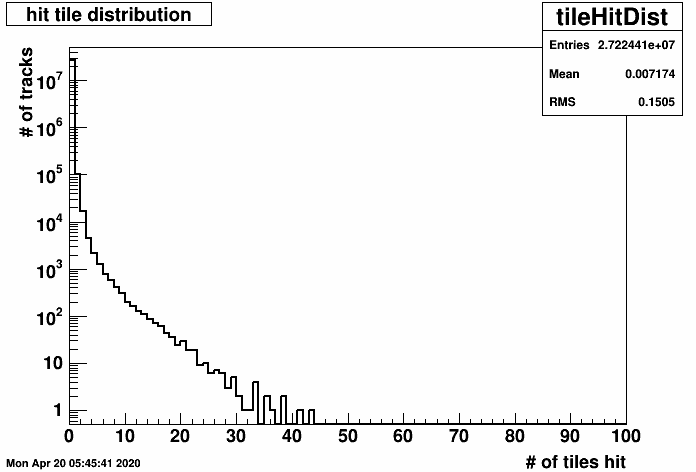 hit tile distribution
tileHitDist
Entries 2.722441e+07
Mean 0.007174
RMS 0.1505
# of tracks
10^7
10^6
10^5
10^4
10^3
10^2
10
1
0 10 20 30 40 50 60 70 80 90 100
# of tiles hit
Mon Apr 20 05:45:41 2020